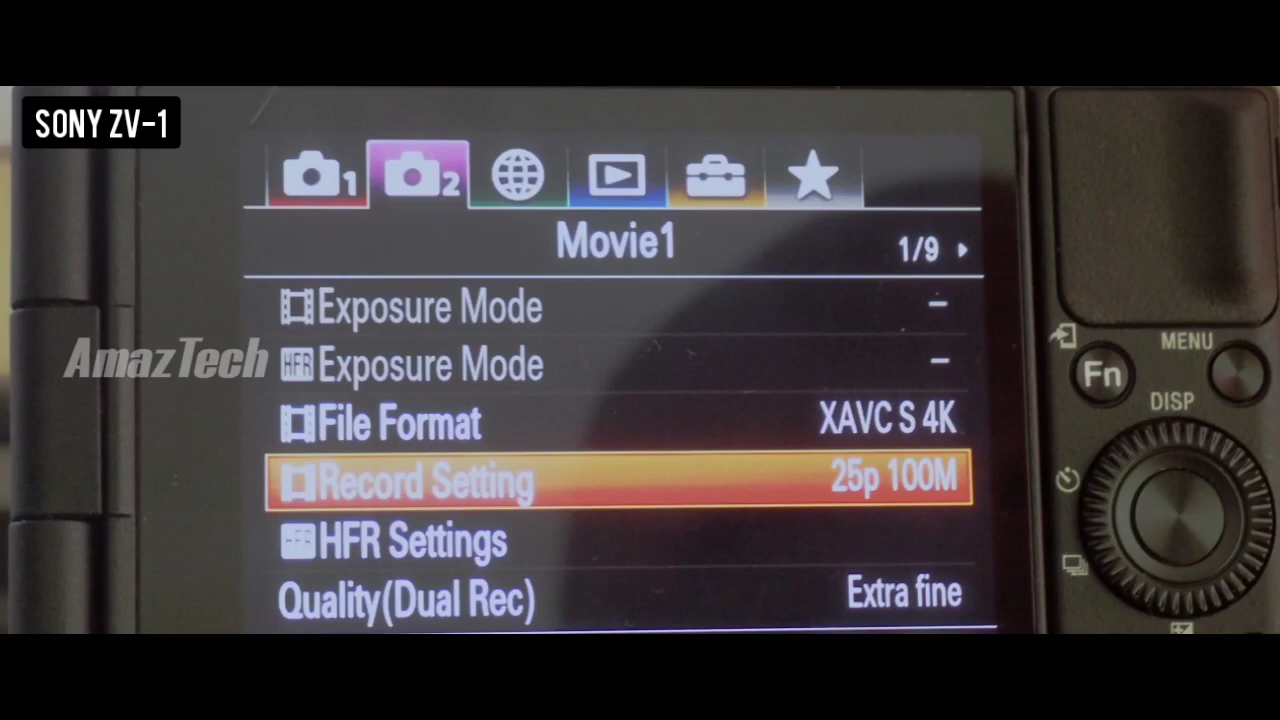 SONY ZV-1
1
2
Movie1 1/9
Exposure Mode –
AmazTech
HFR Exposure Mode –
File Format XAVC S 4K
Record Setting 25p 100M
HFR HFR Settings
Quality(Dual Rec) Extra fine
MENU
Fn
DISP